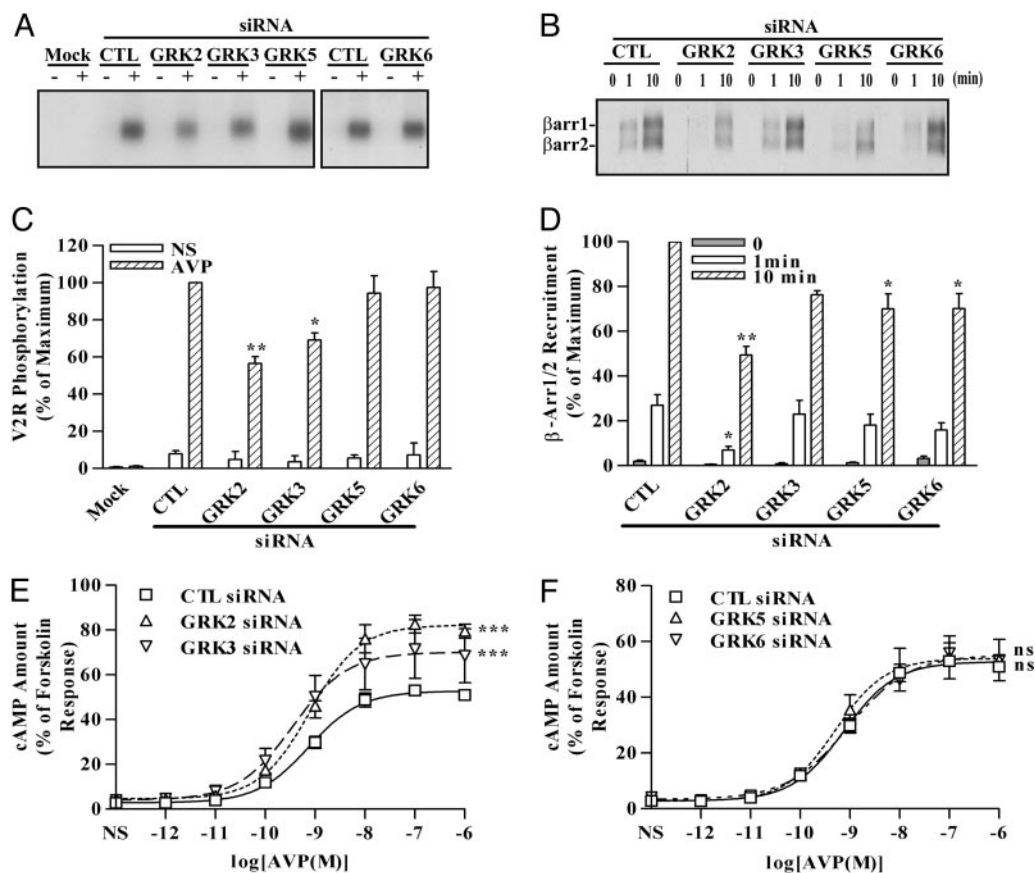 A
siRNA
Mock CTL GRK2 GRK3 GRK5 CTL GRK6
- + - + - + - + - + - + - +
B
siRNA
CTL GRK2 GRK3 GRK5 GRK6
0 1 10 0 1 10 0 1 10 0 1 10 0 1 10 (min)
βarr1-
βarr2-
C
V2R Phosphorylation
(% of Maximum)
120
100
80
60
40
20
0
NS
AVP
**
*
Mock
CTL
GRK2
GRK3
GRK5
GRK6
siRNA
D
β-Arr1/2 Recruitment
(% of Maximum)
100
80
60
40
20
0
0
1min
10 min
*
**
*
*
CTL
GRK2
GRK3
GRK5
GRK6
siRNA
E
cAMP Amount
(% of Forskolin
Response)
100
80
60
40
20
0
CTL siRNA
GRK2 siRNA
GRK3 siRNA
***
***
NS -12 -11 -10 -9 -8 -7 -6
log[AVP(M)]
F
cAMP Amount
(% of Forskolin
Response)
80
60
40
20
0
CTL siRNA
GRK5 siRNA
GRK6 siRNA
ns
ns
NS -12 -11 -10 -9 -8 -7 -6
log[AVP(M)]